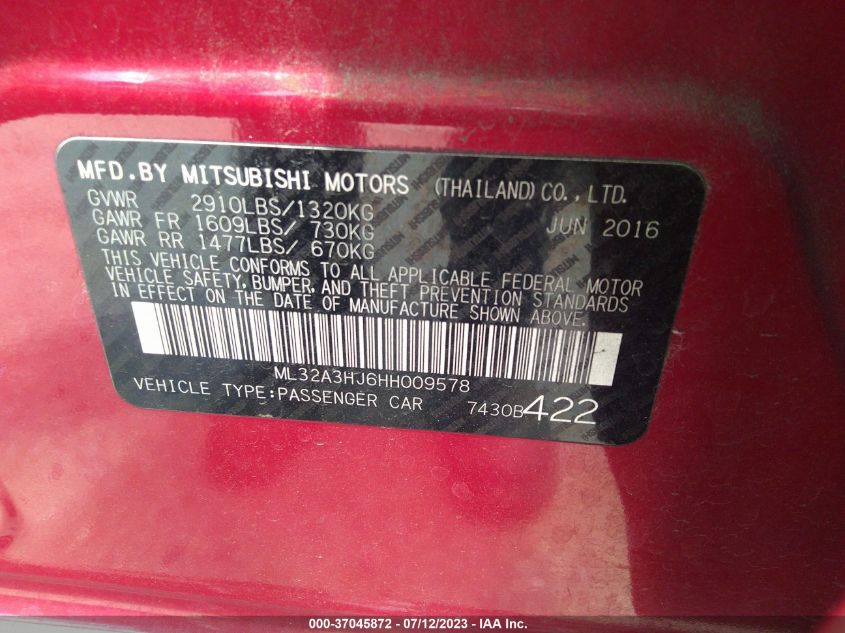 MFD.BY MITSUBISHI MOTORS (THAILAND)CO.,LTD.
GVWR 2910LBS/1320KG
GAWR FR 1609LBS/ 730KG JUN 2016
GAWR RR 1477LBS/ 670KG
THIS VEHICLE CONFORMS TO ALL APPLICABLE FEDERAL MOTOR
VEHICLE SAFETY, BUMPER, AND THEFT PREVENTION STANDARDS
IN EFFECT ON THE DATE OF MANUFACTURE SHOWN ABOVE.
ML32A3HJ6HH009578
VEHICLE TYPE:PASSENGER CAR 7430B422
000-37045872 / 07/12/2023 - IAA Inc.